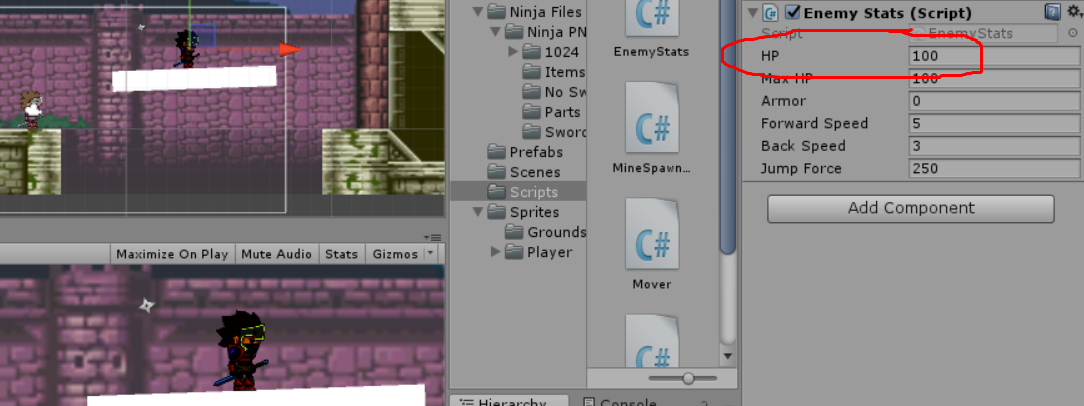 Maximize On Play Mute Audio Stats Gizmos
Ninja Files
Ninja PN
1024
Items
No Sw
Parts
Sword
Prefabs
Scenes
Scripts
Sprites
Grounds
Player
EnemyStats
C#
MineSpawn...
C#
Mover
C#
Hierarchy
Console
Enemy Stats (Script)
Script EnemyStats
HP 100
Max HP 100
Armor 0
Forward Speed 5
Back Speed 3
Jump Force 250
Add Component